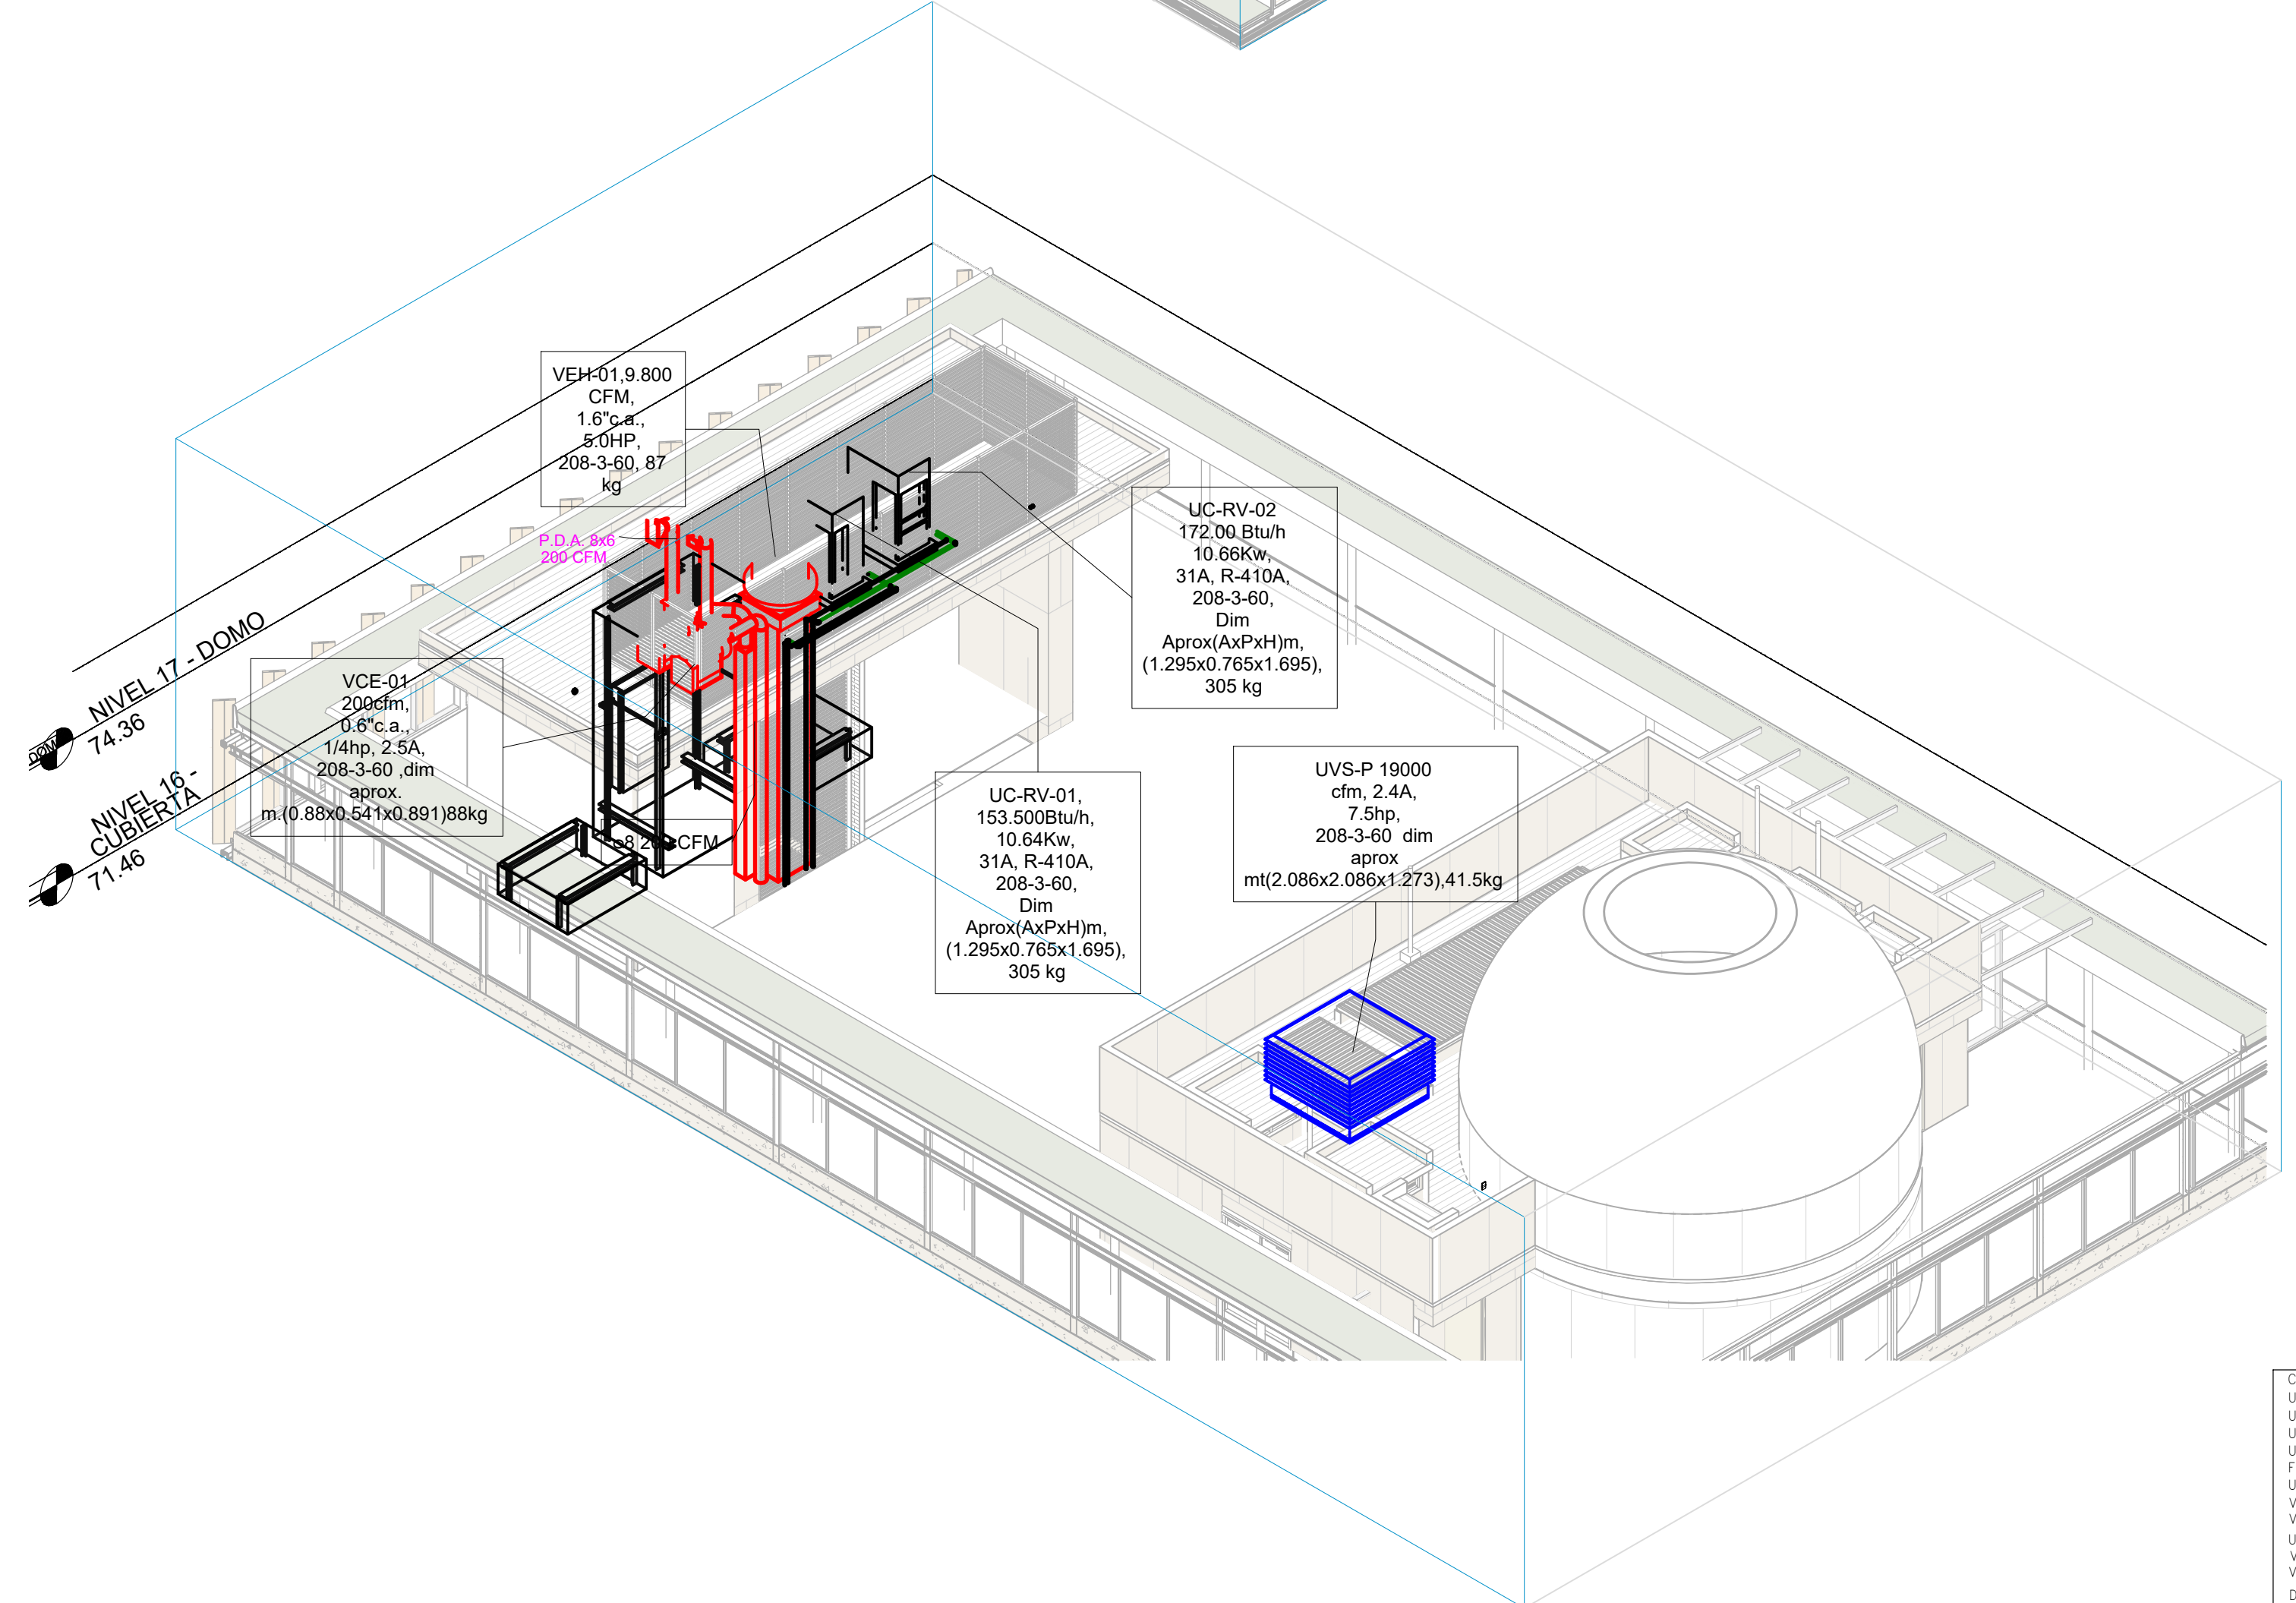 VEH-01,9.800
CFM,
1.6"c.a.,
5.0HP,
208-3-60, 87
kg
P.D.A. 8x6
200 CFM
UC-RV-02
172.00 Btu/h
10.66Kw,
31A, R-410A,
208-3-60,
Dim
Aprox(AxPxH)m,
(1.295x0.765x1.695),
305 kg
NIVEL 17 - DOMO
74.36
VCE-01
200cfm,
0.6"c.a.,
1/4hp, 2.5A,
208-3-60 ,dim
aprox.
m.(0.88x0.541x0.891)88kg
NIVEL 16 -
CUBIERTA
71.46
CFM
UC-RV-01,
153.500Btu/h,
10.64Kw,
31A, R-410A,
208-3-60,
Dim
Aprox(AxPxH)m,
(1.295x0.765x1.695),
305 kg
UVS-P 19000
cfm, 2.4A,
7.5hp,
208-3-60 dim
aprox
mt(2.086x2.086x1.273),41.5kg
C
U
U
U
U
F
U
V
V
U
V
V
D